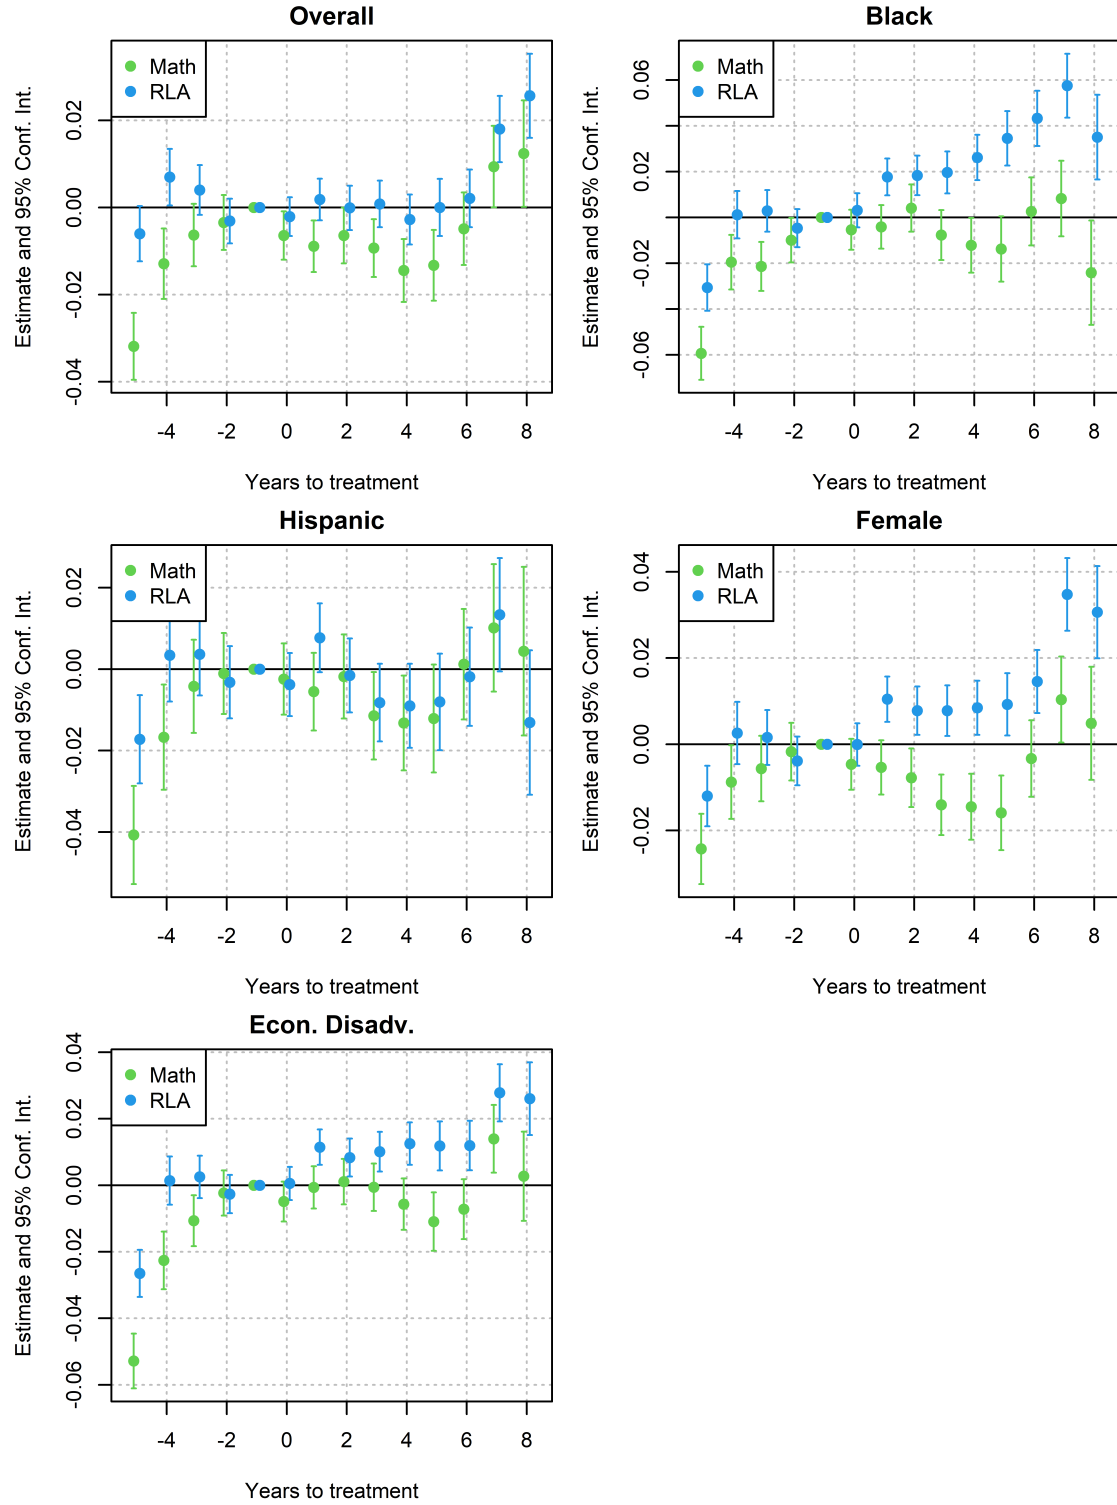 Overall
Math
RLA
Estimate and 95% Conf. Int.
0.02
0.00
-0.02
-0.04
-4 -2 0 2 4 6 8
Years to treatment
Black
Math
RLA
Estimate and 95% Conf. Int.
0.06
0.02
-0.02
-0.06
-4 -2 0 2 4 6 8
Years to treatment
Hispanic
Math
RLA
Estimate and 95% Conf. Int.
0.02
0.00
-0.02
-0.04
-4 -2 0 2 4 6 8
Years to treatment
Female
Math
RLA
Estimate and 95% Conf. Int.
0.04
0.02
0.00
-0.02
-4 -2 0 2 4 6 8
Years to treatment
Econ. Disadv.
Math
RLA
Estimate and 95% Conf. Int.
0.04
0.02
0.00
-0.02
-0.04
-0.06
-4 -2 0 2 4 6 8
Years to treatment